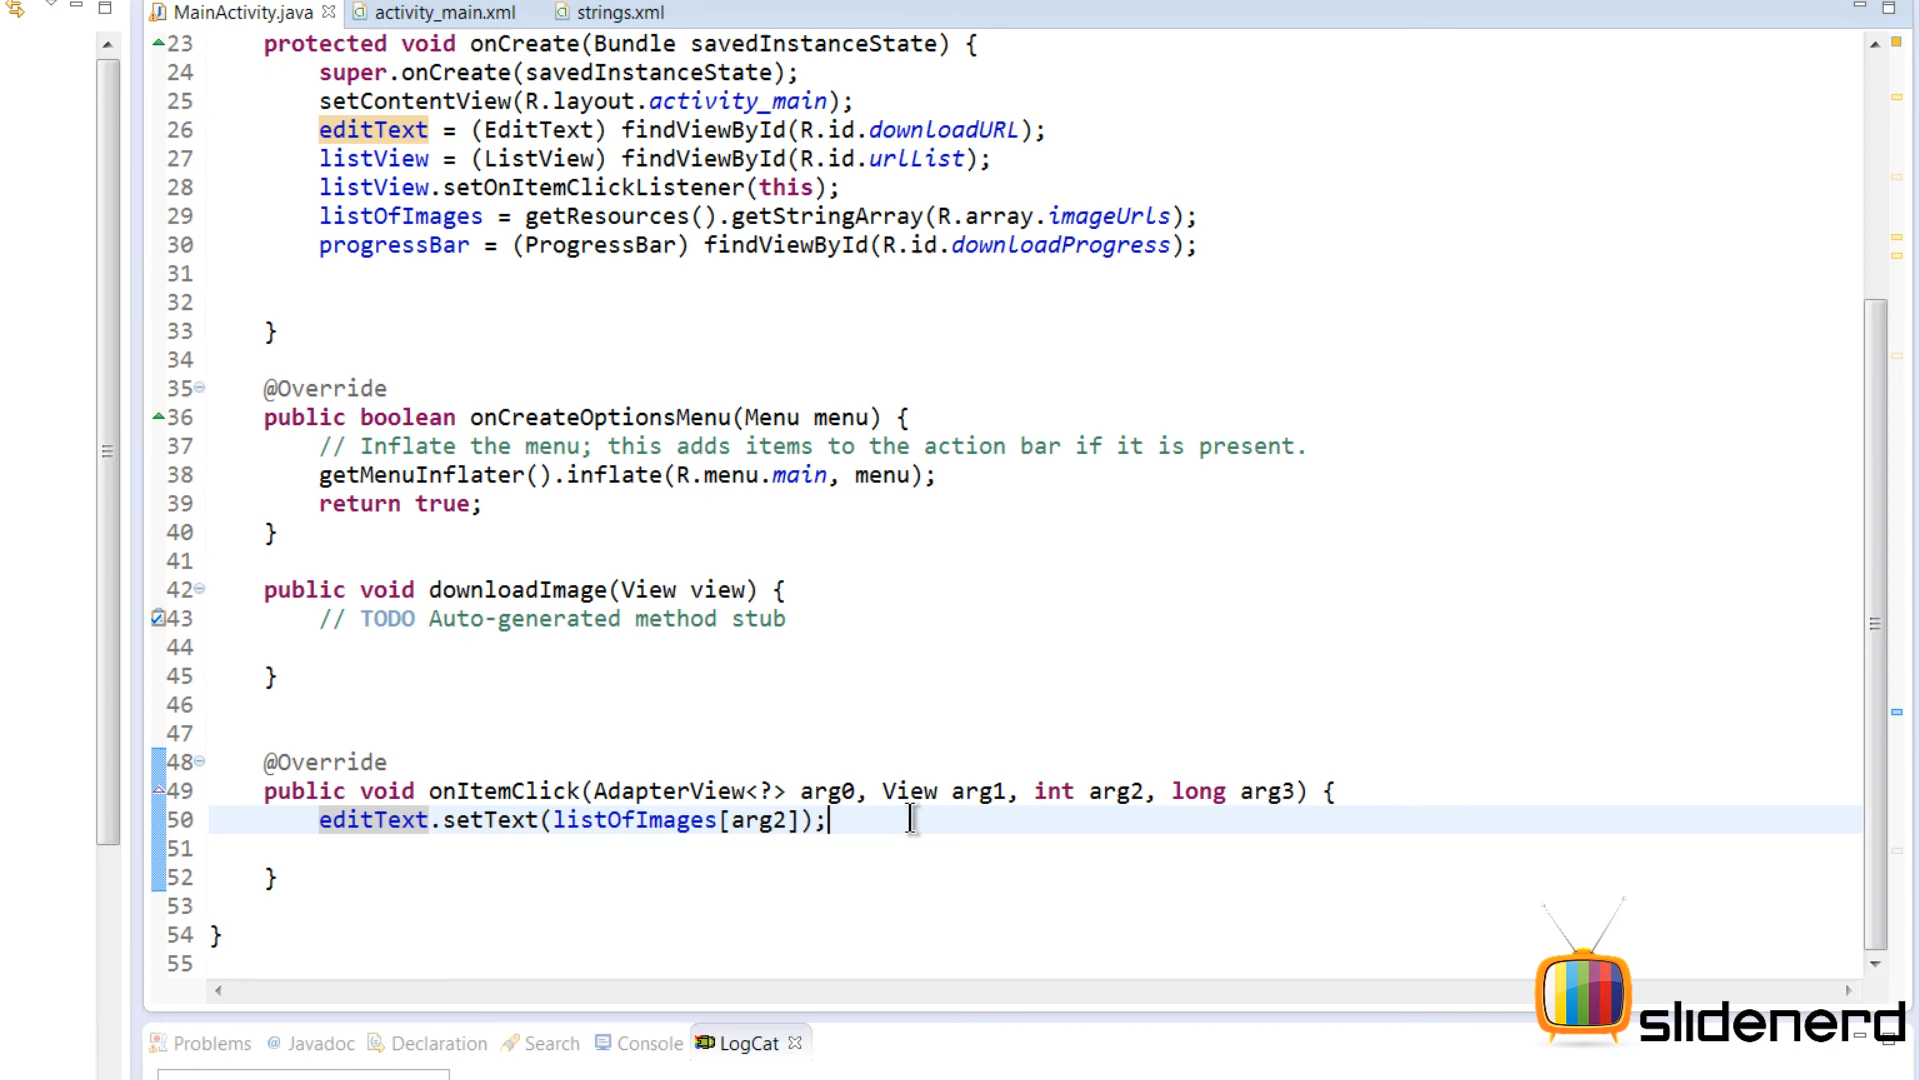 MainActivity.java activity_main.xml strings.xml
23 protected void onCreate(Bundle savedInstanceState) {
24 super.onCreate(savedInstanceState);
25 setContentView(R.layout.activity_main);
26 editText = (EditText) findViewById(R.id.downloadURL);
27 listView = (ListView) findViewById(R.id.urlList);
28 listView.setOnItemClickListener(this);
29 listOfImages = getResources().getStringArray(R.array.imageUrls);
30 progressBar = (ProgressBar) findViewById(R.id.downloadProgress);
31
32
33 }
34
35 @Override
36 public boolean onCreateOptionsMenu(Menu menu) {
37 // Inflate the menu; this adds items to the action bar if it is present.
38 getMenuInflater().inflate(R.menu.main, menu);
39 return true;
40 }
41
42 public void downloadImage(View view) {
43 // TODO Auto-generated method stub
44
45 }
46
47
48 @Override
49 public void onItemClick(AdapterView<?> arg0, View arg1, int arg2, long arg3) {
50 editText.setText(listOfImages[arg2]);
51
52 }
53
54 }
55
slidenerd
Problems Javadoc Declaration Search Console LogCat